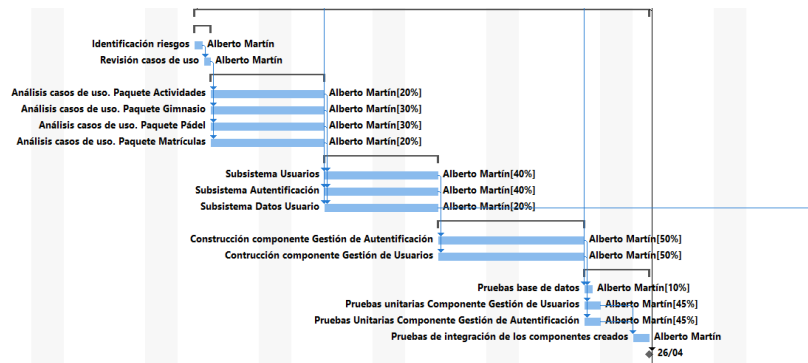 Identificación riesgos Alberto Martín
Revisión casos de uso Alberto Martín
Análisis casos de uso. Paquete Actividades Alberto Martín[20%]
Análisis casos de uso. Paquete Gimnasio Alberto Martín[30%]
Análisis casos de uso. Paquete Pádel Alberto Martín[30%]
Análisis casos de uso. Paquete Matrículas Alberto Martín[20%]
Subsistema Usuarios Alberto Martín[40%]
Subsistema Autentificación Alberto Martín[40%]
Subsistema Datos Usuario Alberto Martín[20%]
Construcción componente Gestión de Autentificación Alberto Martín[50%]
Contrucción componente Gestión de Usuarios Alberto Martín[50%]
Pruebas base de datos Alberto Martín[10%]
Pruebas unitarias Componente Gestión de Usuarios Alberto Martín[45%]
Pruebas Unitarias Componente Gestión de Autentificación Alberto Martín[45%]
Pruebas de integración de los componentes creados Alberto Martín
26/04